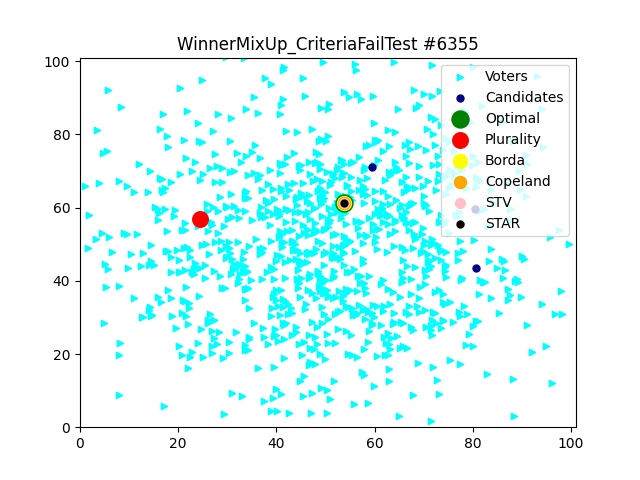 WinnerMixUp_CriteriaFailTest #6355
100
80
60
40
20
0
0
20
40
60
80
100
Voters
Candidates
Optimal
Plurality
Borda
Copeland
STV
STAR